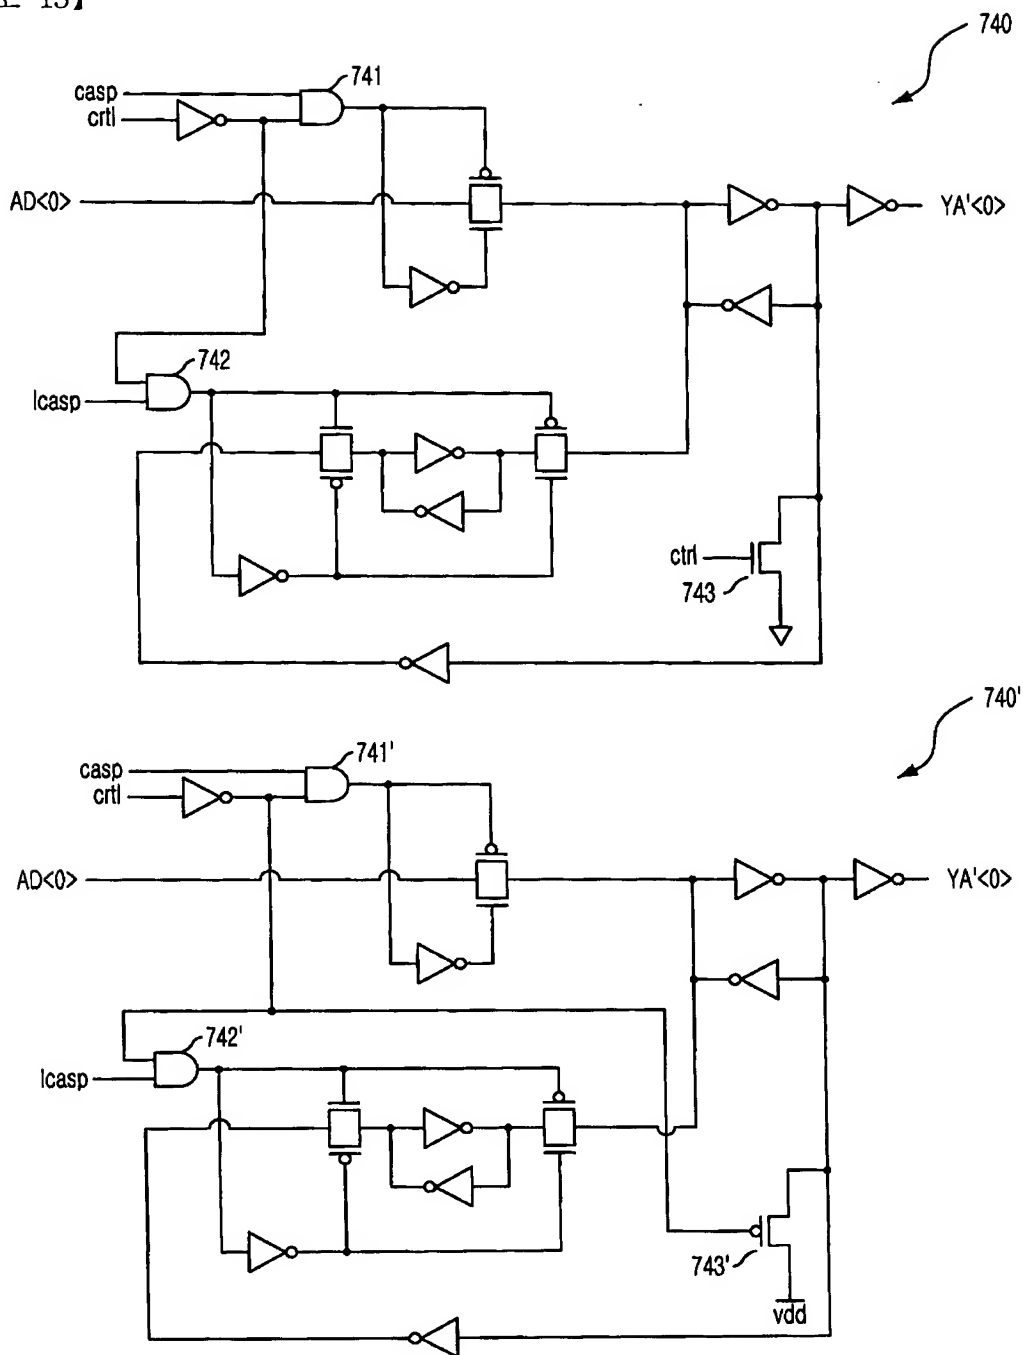 13】
740
741
casp
crtl
AD<0>
YA'<0>
742
lcasp
ctrl
743
740'
741'
casp
crtl
AD<0>
YA'<0>
742'
lcasp
743'
vdd